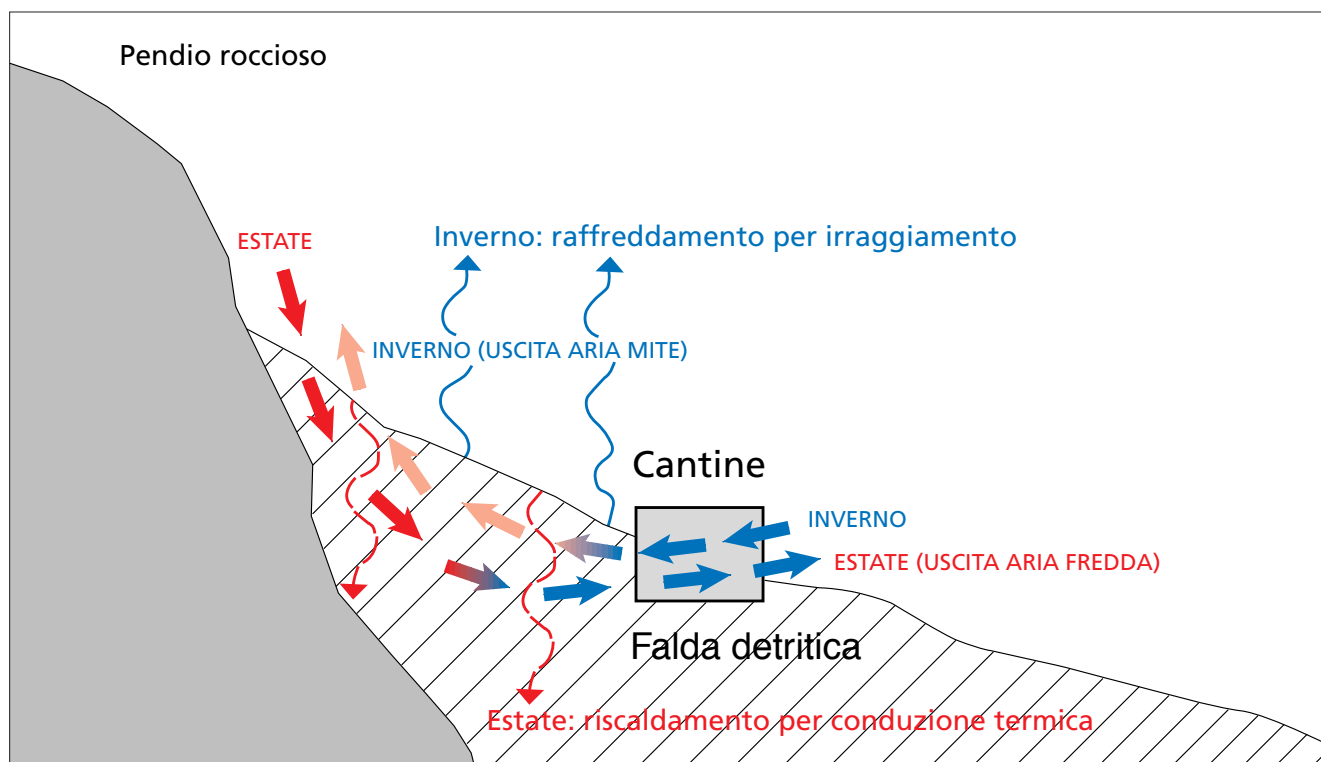 Pendio roccioso
ESTATE
Inverno: raffreddamento per irraggiamento
INVERNO (USCITA ARIA MITE)
Cantine
INVERNO
ESTATE (USCITA ARIA FREDDA)
Falda detritica
Estate: riscaldamento per conduzione termica